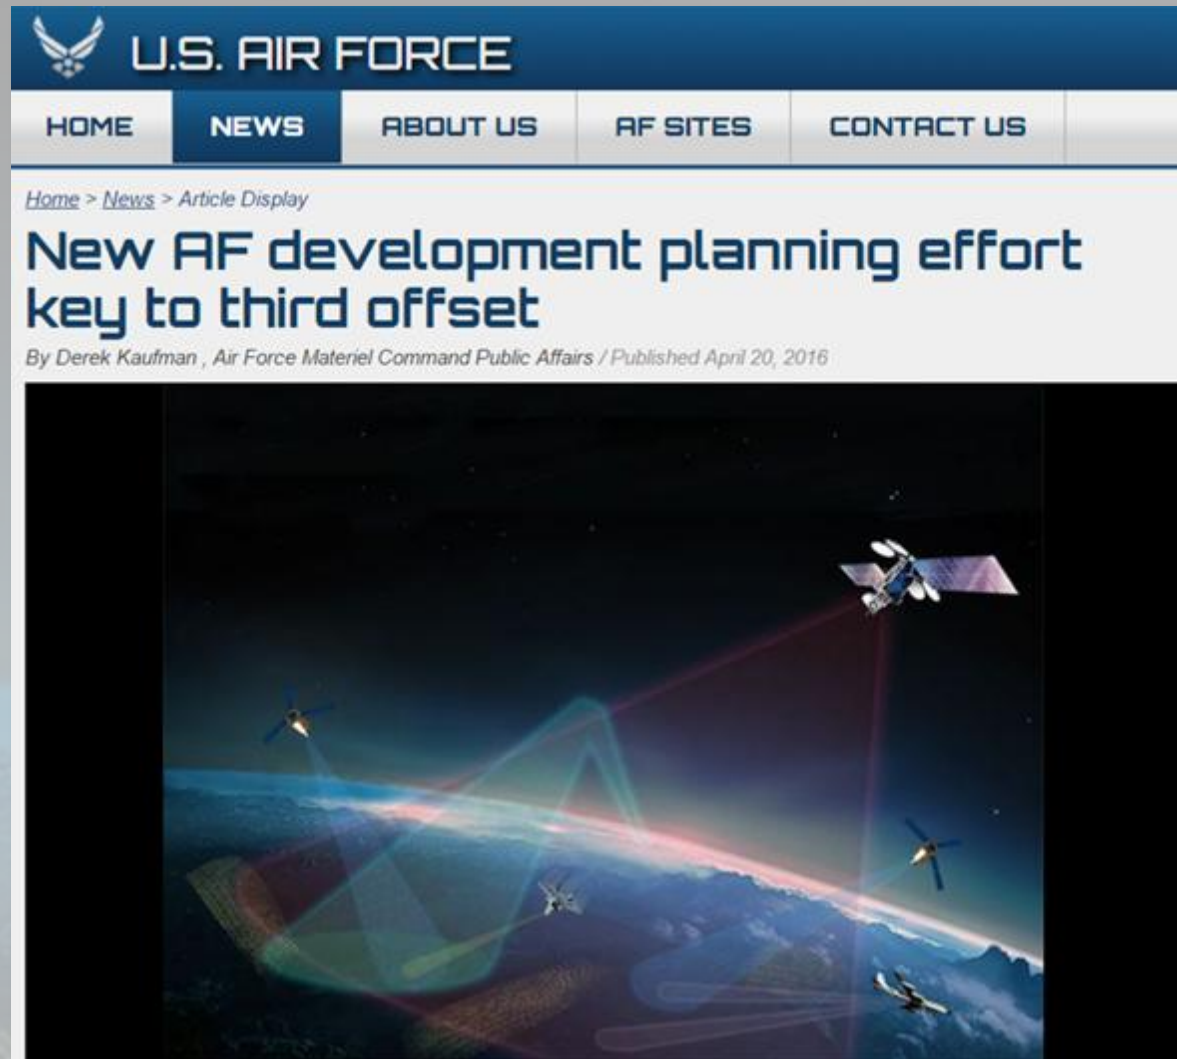 U.S. AIR FORCE
HOME NEWS ABOUT US AF SITES CONTACT US
Home > News > Article Display
New AF development planning effort
key to third offset
By Derek Kaufman , Air Force Materiel Command Public Affairs / Published April 20, 2016